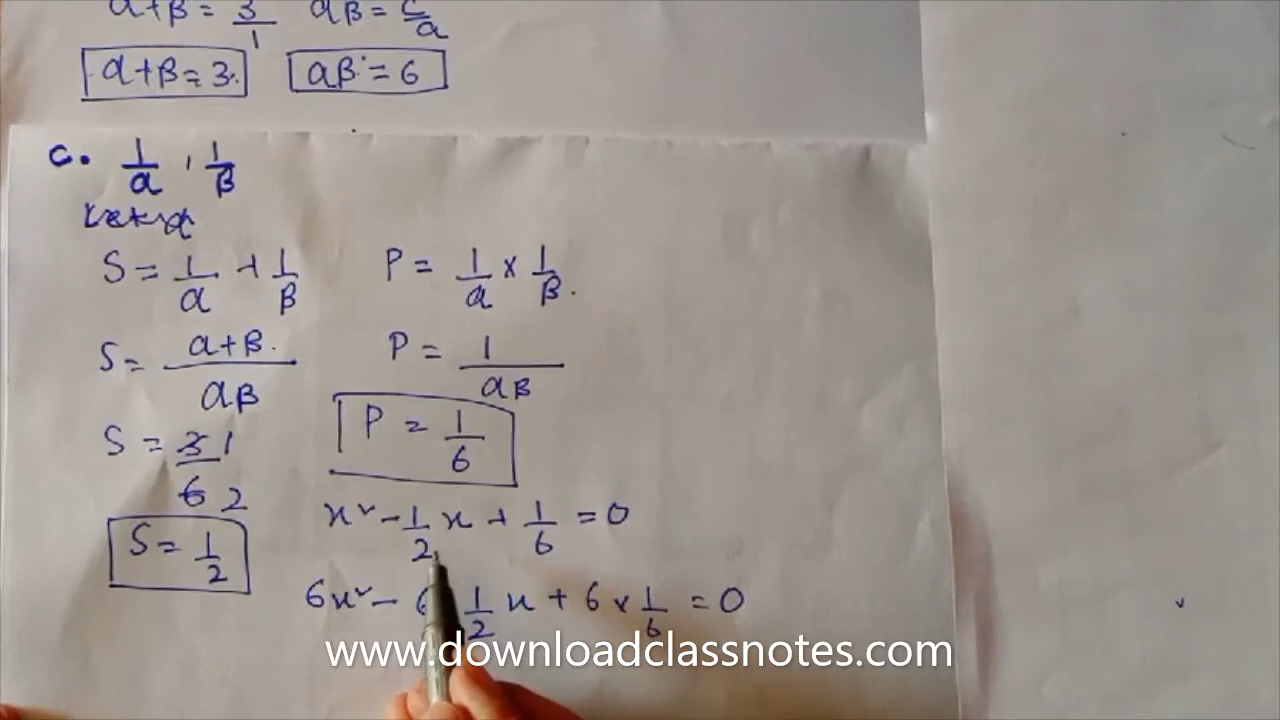 α+β = 3/1 αβ = c/a
α+β = 3. αβ = 6
c. 1/α , 1/β
S = 1/α + 1/β P = 1/α × 1/β.
S = α+β./αβ P = 1/αβ
S = 3/6 1/2 P = 1/6
S = 1/2 x² - 1/2 x + 1/6 = 0
6x² - 6 1/2 x + 6 × 1/6 = 0
www.downloadclassnotes.com